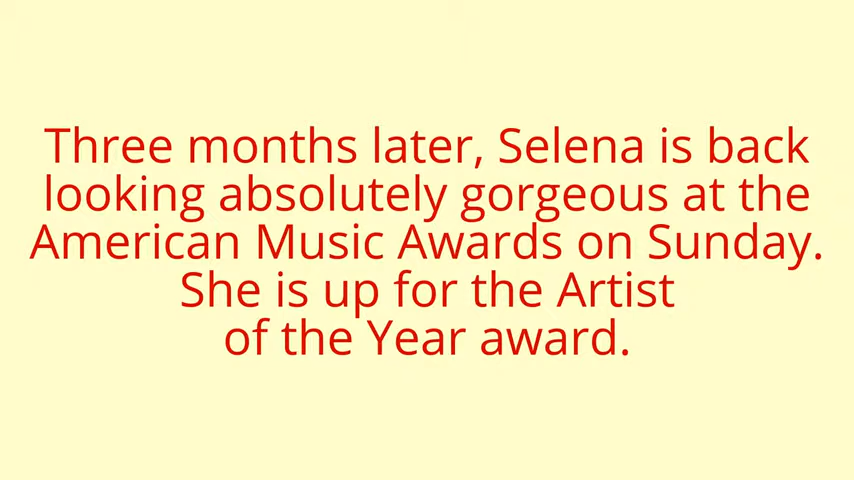 Three months later, Selena is back
looking absolutely gorgeous at the
American Music Awards on Sunday.
She is up for the Artist
of the Year award.